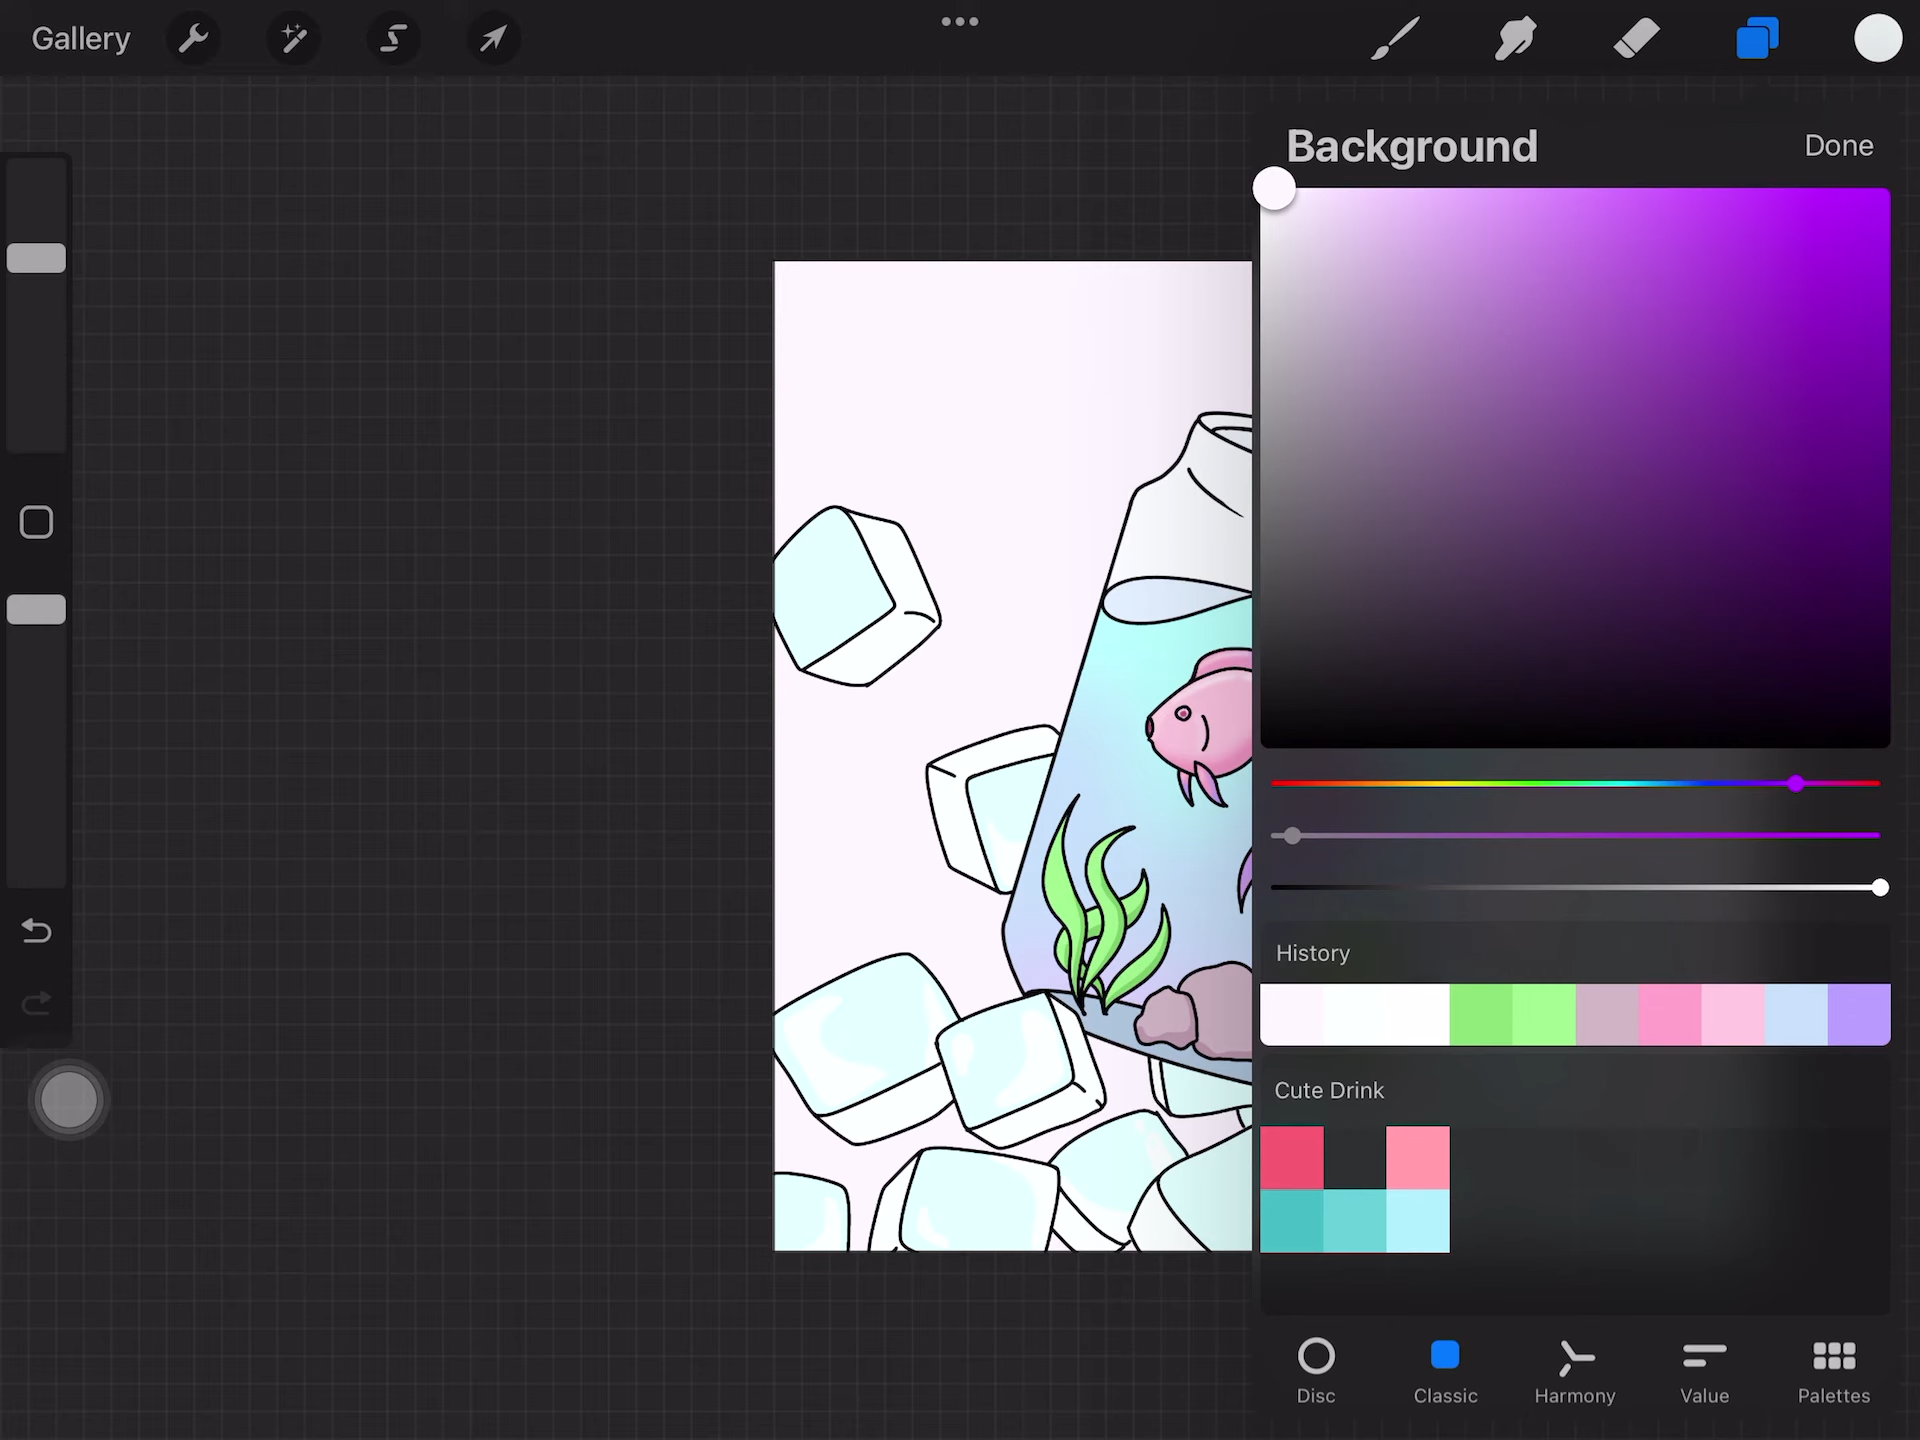 Gallery
Background
Done
History
Cute Drink
Disc
Classic
Harmony
Value
Palettes